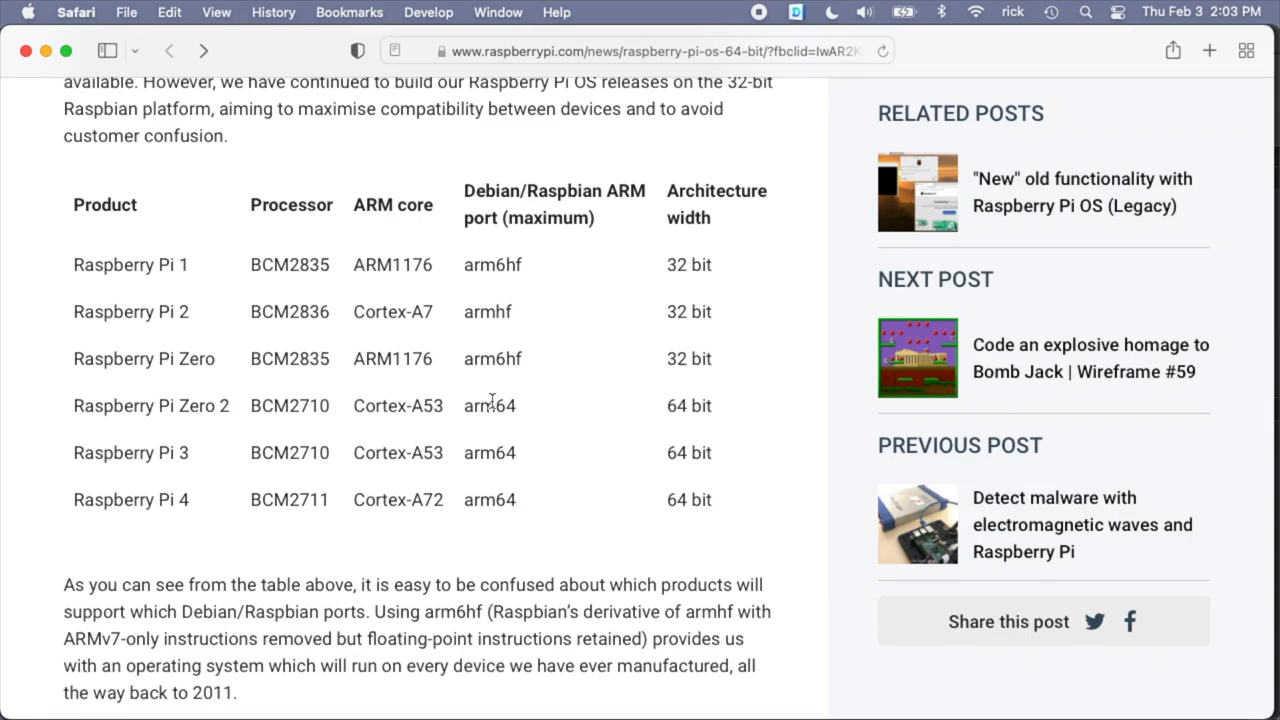 Safari File Edit View History Bookmarks Develop Window Help rick Thu Feb 3 2:03 PM
www.raspberrypi.com/news/raspberry-pi-os-64-bit/?fbclid=IwAR2K
available. However, we have continued to build our Raspberry Pi OS releases on the 32-bit
Raspbian platform, aiming to maximise compatibility between devices and to avoid
customer confusion.
Product Processor ARM core Debian/Raspbian ARM port (maximum) Architecture width
Raspberry Pi 1 BCM2835 ARM1176 arm6hf 32 bit
Raspberry Pi 2 BCM2836 Cortex-A7 armhf 32 bit
Raspberry Pi Zero BCM2835 ARM1176 arm6hf 32 bit
Raspberry Pi Zero 2 BCM2710 Cortex-A53 arm64 64 bit
Raspberry Pi 3 BCM2710 Cortex-A53 arm64 64 bit
Raspberry Pi 4 BCM2711 Cortex-A72 arm64 64 bit
As you can see from the table above, it is easy to be confused about which products will
support which Debian/Raspbian ports. Using arm6hf (Raspbian's derivative of armhf with
ARMv7-only instructions removed but floating-point instructions retained) provides us
with an operating system which will run on every device we have ever manufactured, all
the way back to 2011.
RELATED POSTS
"New" old functionality with
Raspberry Pi OS (Legacy)
NEXT POST
Code an explosive homage to
Bomb Jack | Wireframe #59
PREVIOUS POST
Detect malware with
electromagnetic waves and
Raspberry Pi
Share this post